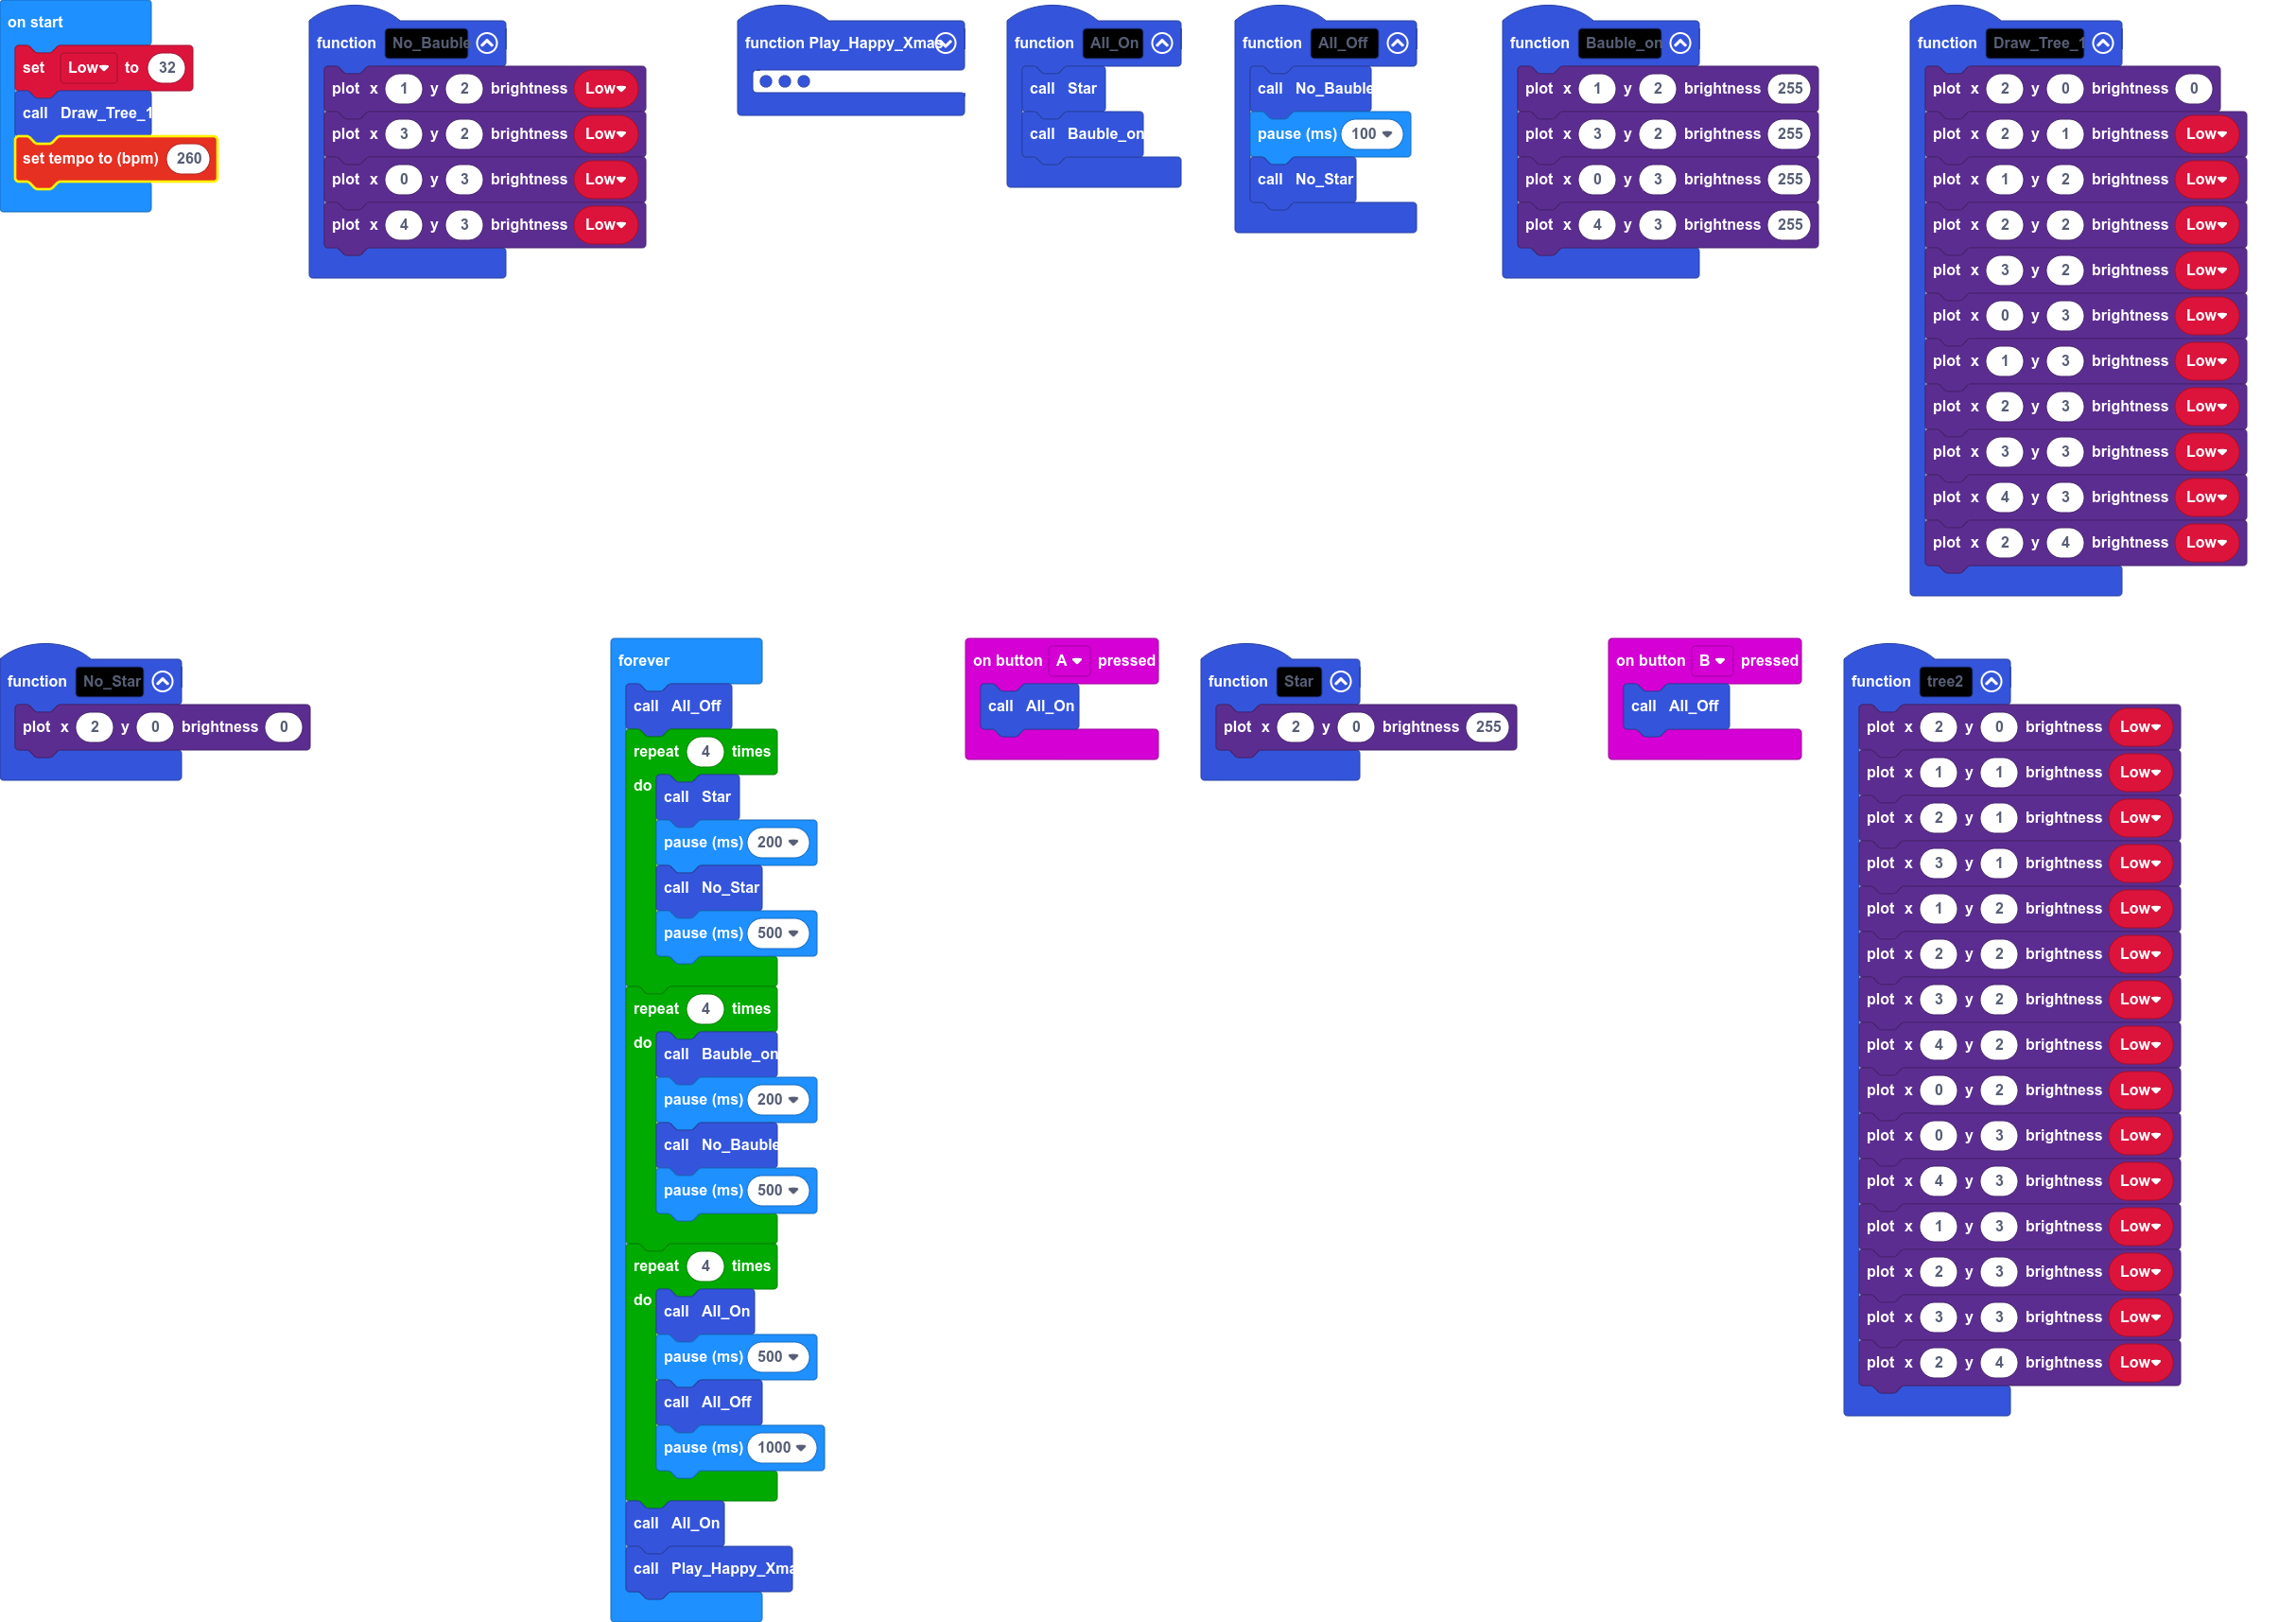 on start
set Low to 32
call Draw_Tree_1
set tempo to (bpm) 260
function No_Bauble
plot x 1 y 2 brightness Low
plot x 3 y 2 brightness Low
plot x 0 y 3 brightness Low
plot x 4 y 3 brightness Low
function Play_Happy_Xmas
function All_On
call Star
call Bauble_on
function All_Off
call No_Bauble
pause (ms) 100
call No_Star
function Bauble_on
plot x 1 y 2 brightness 255
plot x 3 y 2 brightness 255
plot x 0 y 3 brightness 255
plot x 4 y 3 brightness 255
function Draw_Tree_1
plot x 2 y 0 brightness 0
plot x 2 y 1 brightness Low
plot x 1 y 2 brightness Low
plot x 2 y 2 brightness Low
plot x 3 y 2 brightness Low
plot x 0 y 3 brightness Low
plot x 1 y 3 brightness Low
plot x 2 y 3 brightness Low
plot x 3 y 3 brightness Low
plot x 4 y 3 brightness Low
plot x 2 y 4 brightness Low
function No_Star
plot x 2 y 0 brightness 0
forever
call All_Off
repeat 4 times
do call Star
pause (ms) 200
call No_Star
pause (ms) 500
repeat 4 times
do call Bauble_on
pause (ms) 200
call No_Bauble
pause (ms) 500
repeat 4 times
do call All_On
pause (ms) 500
call All_Off
pause (ms) 1000
call All_On
call Play_Happy_Xma
on button A pressed
call All_On
function Star
plot x 2 y 0 brightness 255
on button B pressed
call All_Off
function tree2
plot x 2 y 0 brightness Low
plot x 1 y 1 brightness Low
plot x 2 y 1 brightness Low
plot x 3 y 1 brightness Low
plot x 1 y 2 brightness Low
plot x 2 y 2 brightness Low
plot x 3 y 2 brightness Low
plot x 4 y 2 brightness Low
plot x 0 y 2 brightness Low
plot x 0 y 3 brightness Low
plot x 4 y 3 brightness Low
plot x 1 y 3 brightness Low
plot x 2 y 3 brightness Low
plot x 3 y 3 brightness Low
plot x 2 y 4 brightness Low